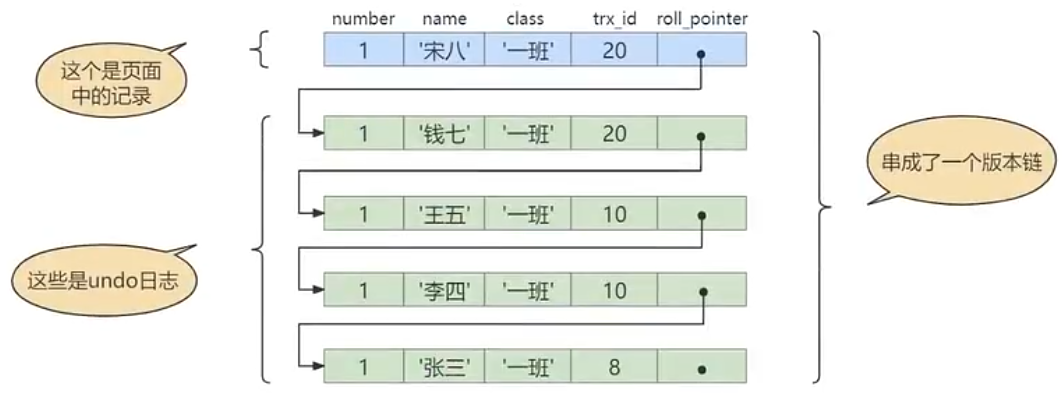 number name class trx_id roll_pointer
1 '宋八' '一班' 20
这个是页面
中的记录
1 '钱七' '一班' 20
串成了一个版本链
1 '王五' '一班' 10
这些是undo日志
1 '李四' '一班' 10
1 '张三' '一班' 8